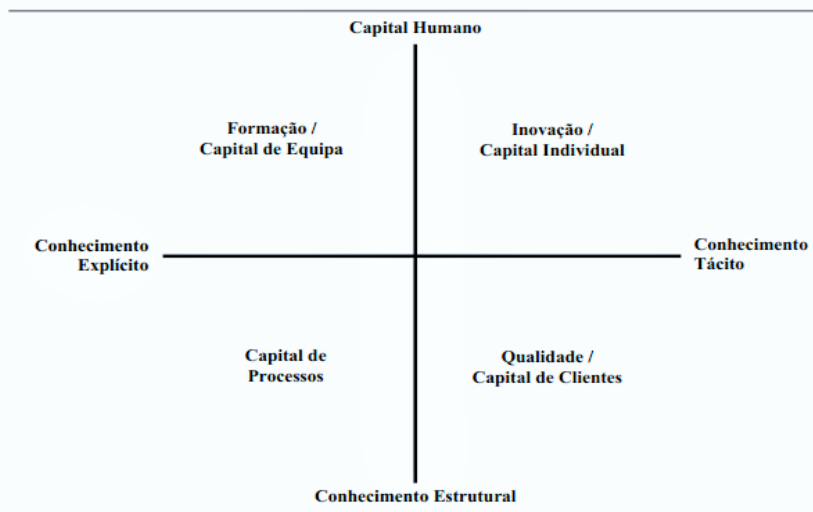 Capital Humano
Formação /
Capital de Equipa
Inovação /
Capital Individual
Conhecimento
Explícito
Conhecimento
Tácito
Capital de
Processos
Qualidade /
Capital de Clientes
Conhecimento Estrutural